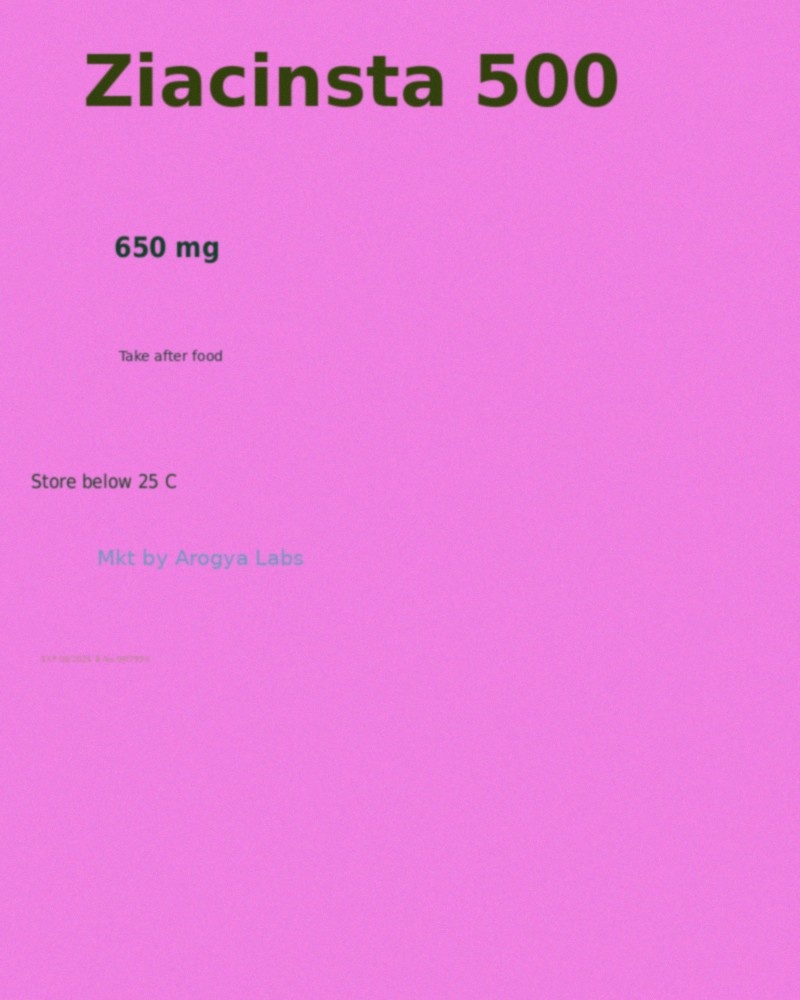 Ziacinsta 500
650 mg
Take after food
Store below 25 C
Mkt by Arogya Labs